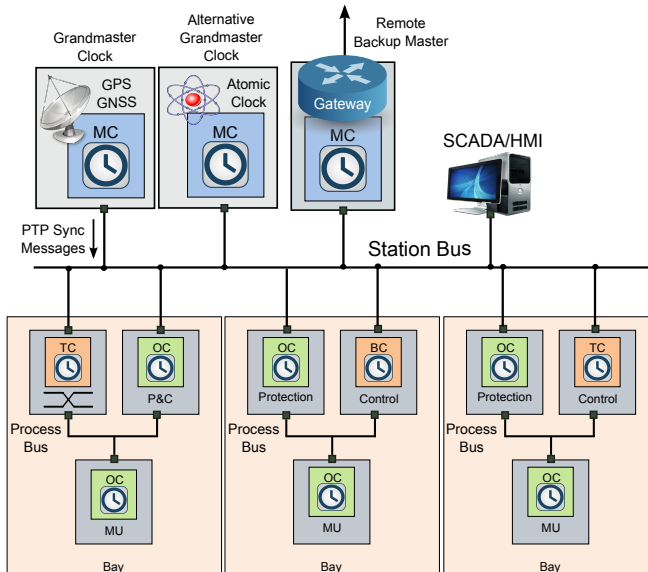 Grandmaster
Clock
Alternative
Grandmaster
Clock
Remote
Backup Master
GPS
GNSS
MC
Atomic
Clock
MC
Gateway
MC
SCADA/HMI
PTP Sync
Messages
Station Bus
TC
OC
P&C
Process
Bus
OC
MU
Bay
OC
Protection
BC
Control
Process
Bus
OC
MU
Bay
OC
Protection
TC
Control
Process
Bus
OC
MU
Bay